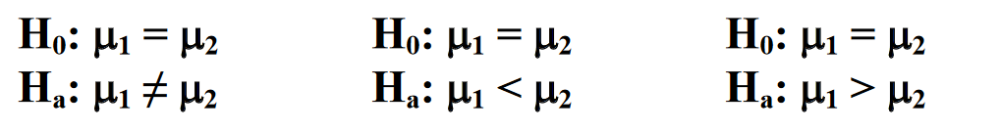 H₀: μ₁ = μ₂ H₀: μ₁ = μ₂ H₀: μ₁ = μ₂
Hₐ: μ₁ ≠ μ₂ Hₐ: μ₁ < μ₂ Hₐ: μ₁ > μ₂